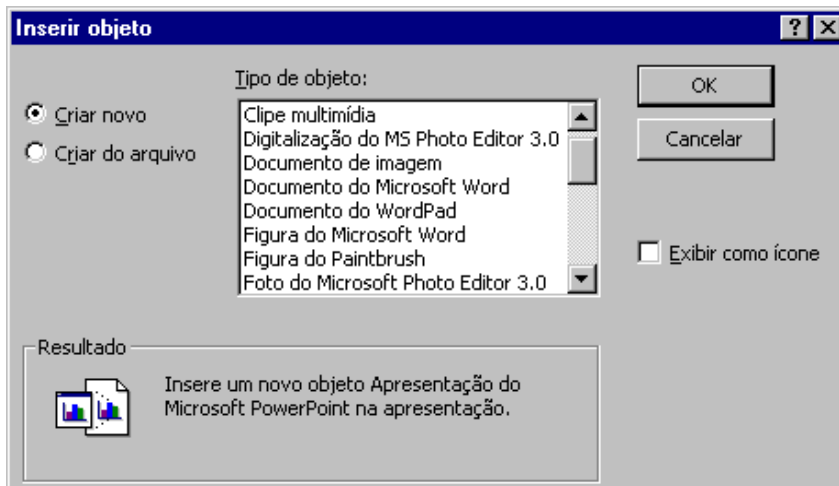 Inserir objeto
Tipo de objeto:
Criar novo
Criar do arquivo
Clipe multimídia
Digitalização do MS Photo Editor 3.0
Documento de imagem
Documento do Microsoft Word
Documento do WordPad
Figura do Microsoft Word
Figura do Paintbrush
Foto do Microsoft Photo Editor 3.0
OK
Cancelar
Exibir como ícone
Resultado
Insere um novo objeto Apresentação do
Microsoft PowerPoint na apresentação.